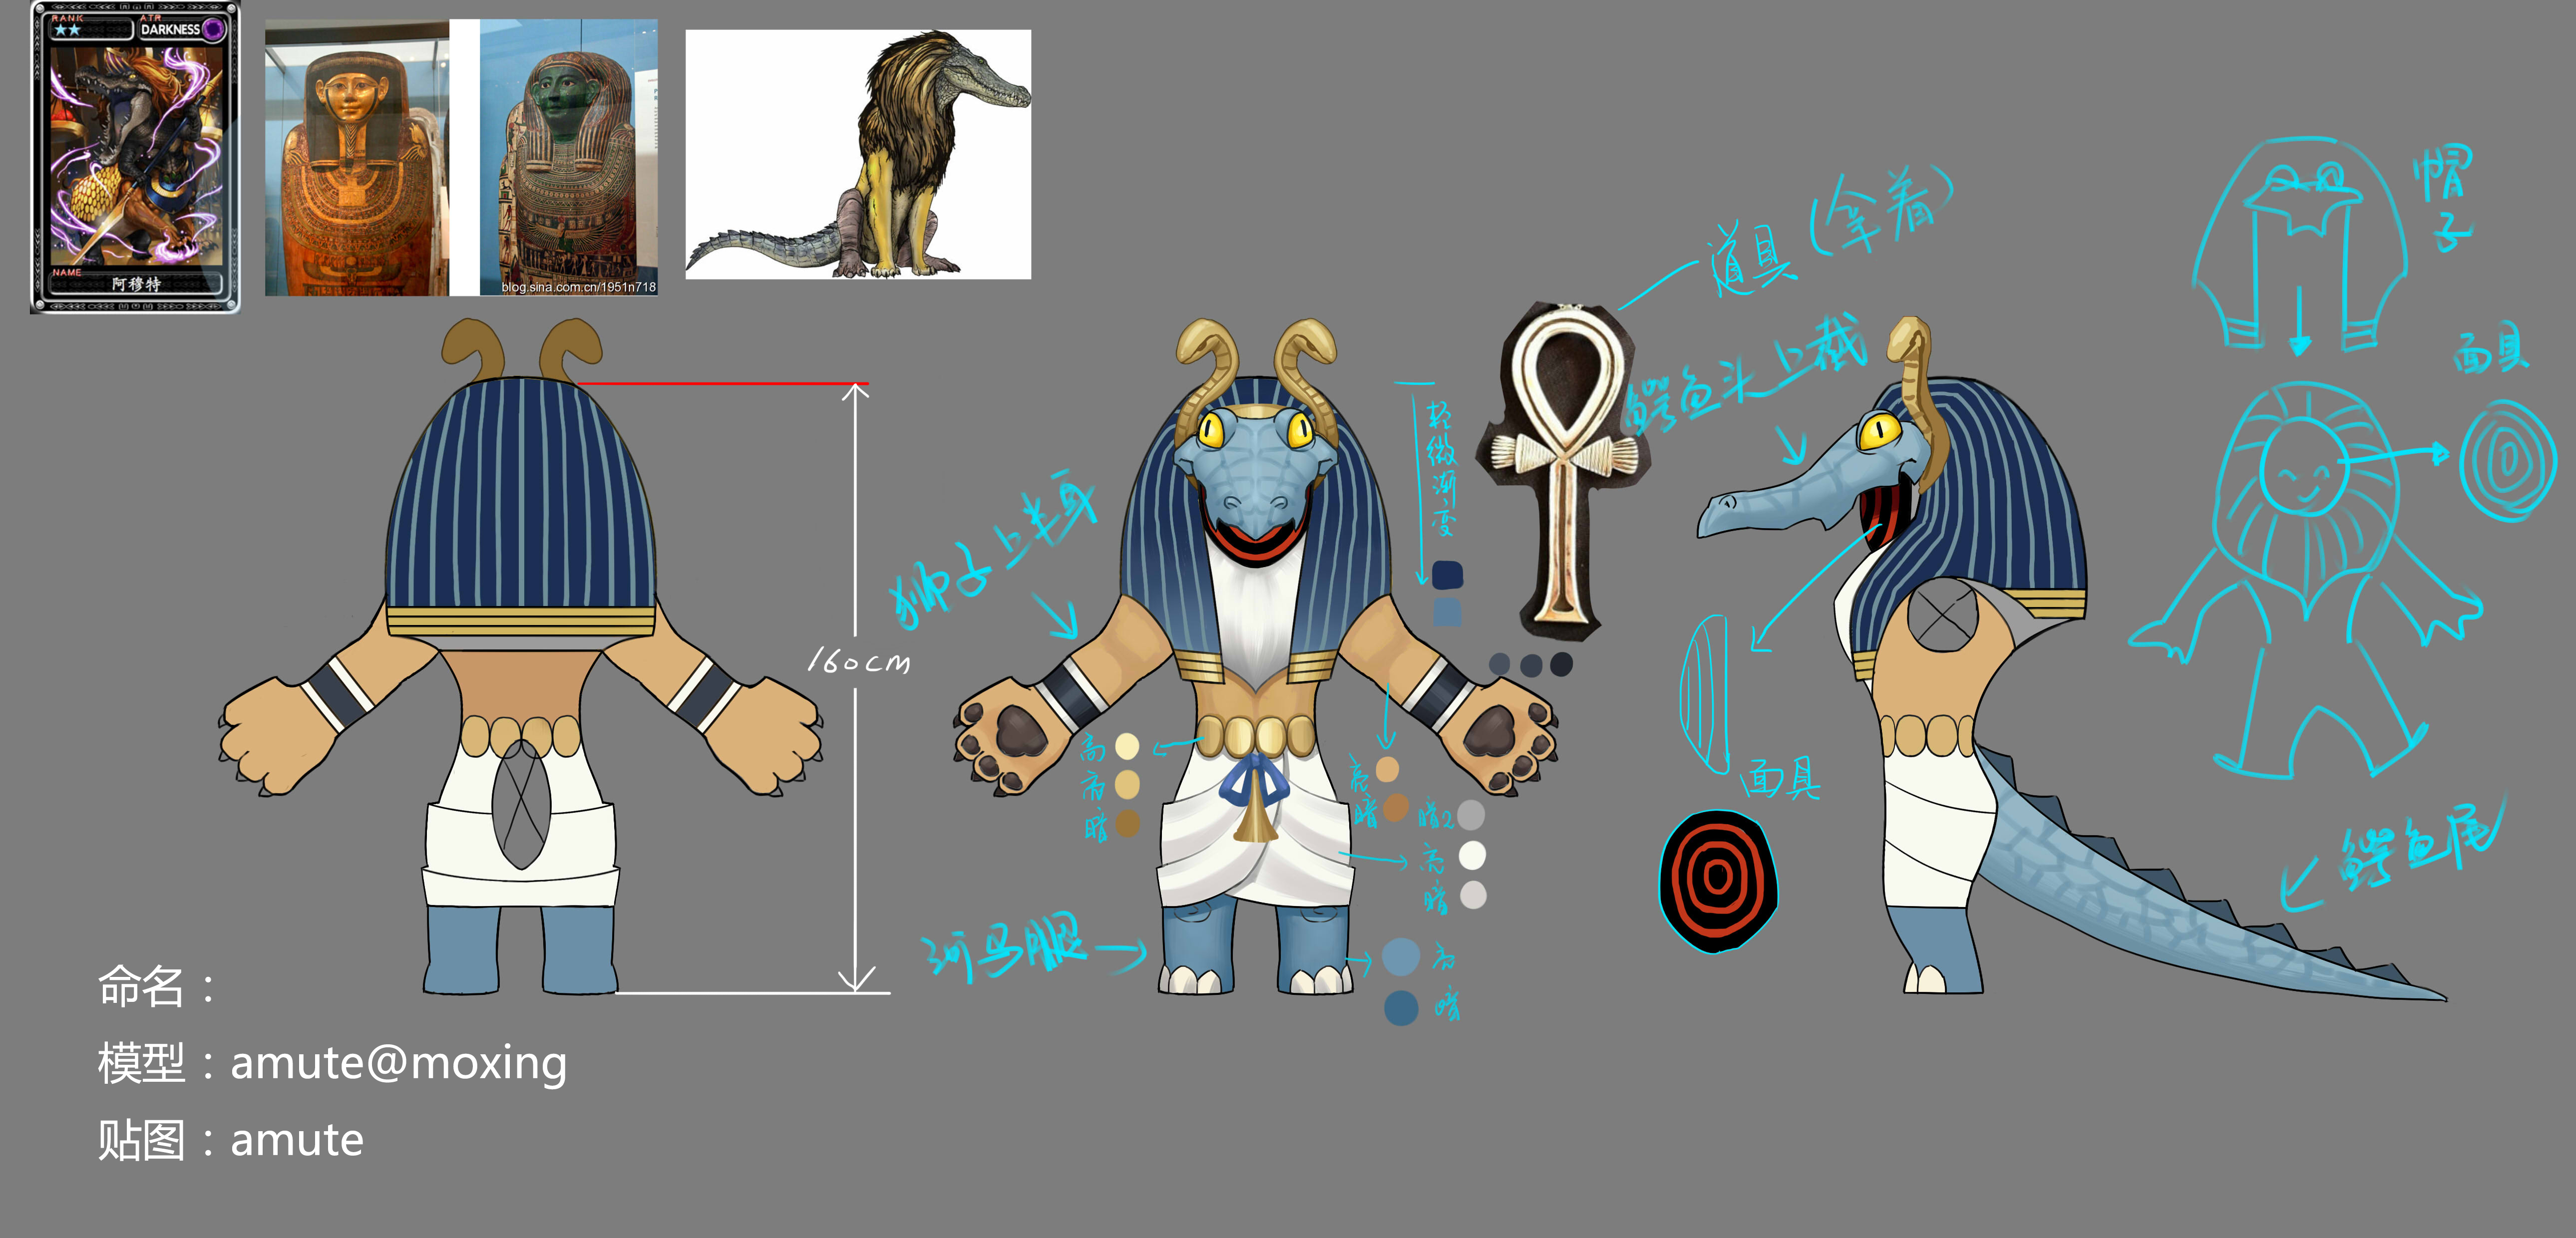 RANK
ATR
DARKNESS
NAME
阿穆特
blog.sina.com.cn/1951n718
帽子
道具(拿着)
面具
鳄鱼头上截
轻微渐变
狮子上半身
160cm
高
高
暗
亮
暗
暗2
亮
暗
面具
鳄鱼尾
河马腿
高
暗
命名：
模型：amute@moxing
贴图：amute